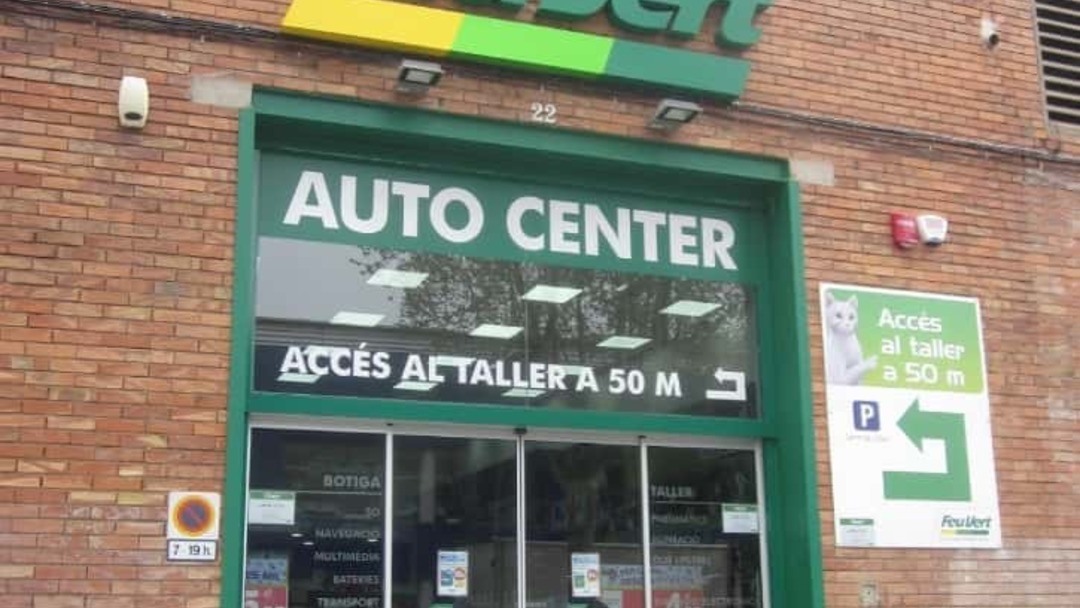 22
AUTO CENTER
ACCÉS AL TALLER A 50 M
Accés
al taller
a 50 m
P
Feu Vert
7-19 h.
BOTIGA
SO
NAVEGACIÓ
MULTIMEDIA
BATERIES
TRANSPORT
TALLER